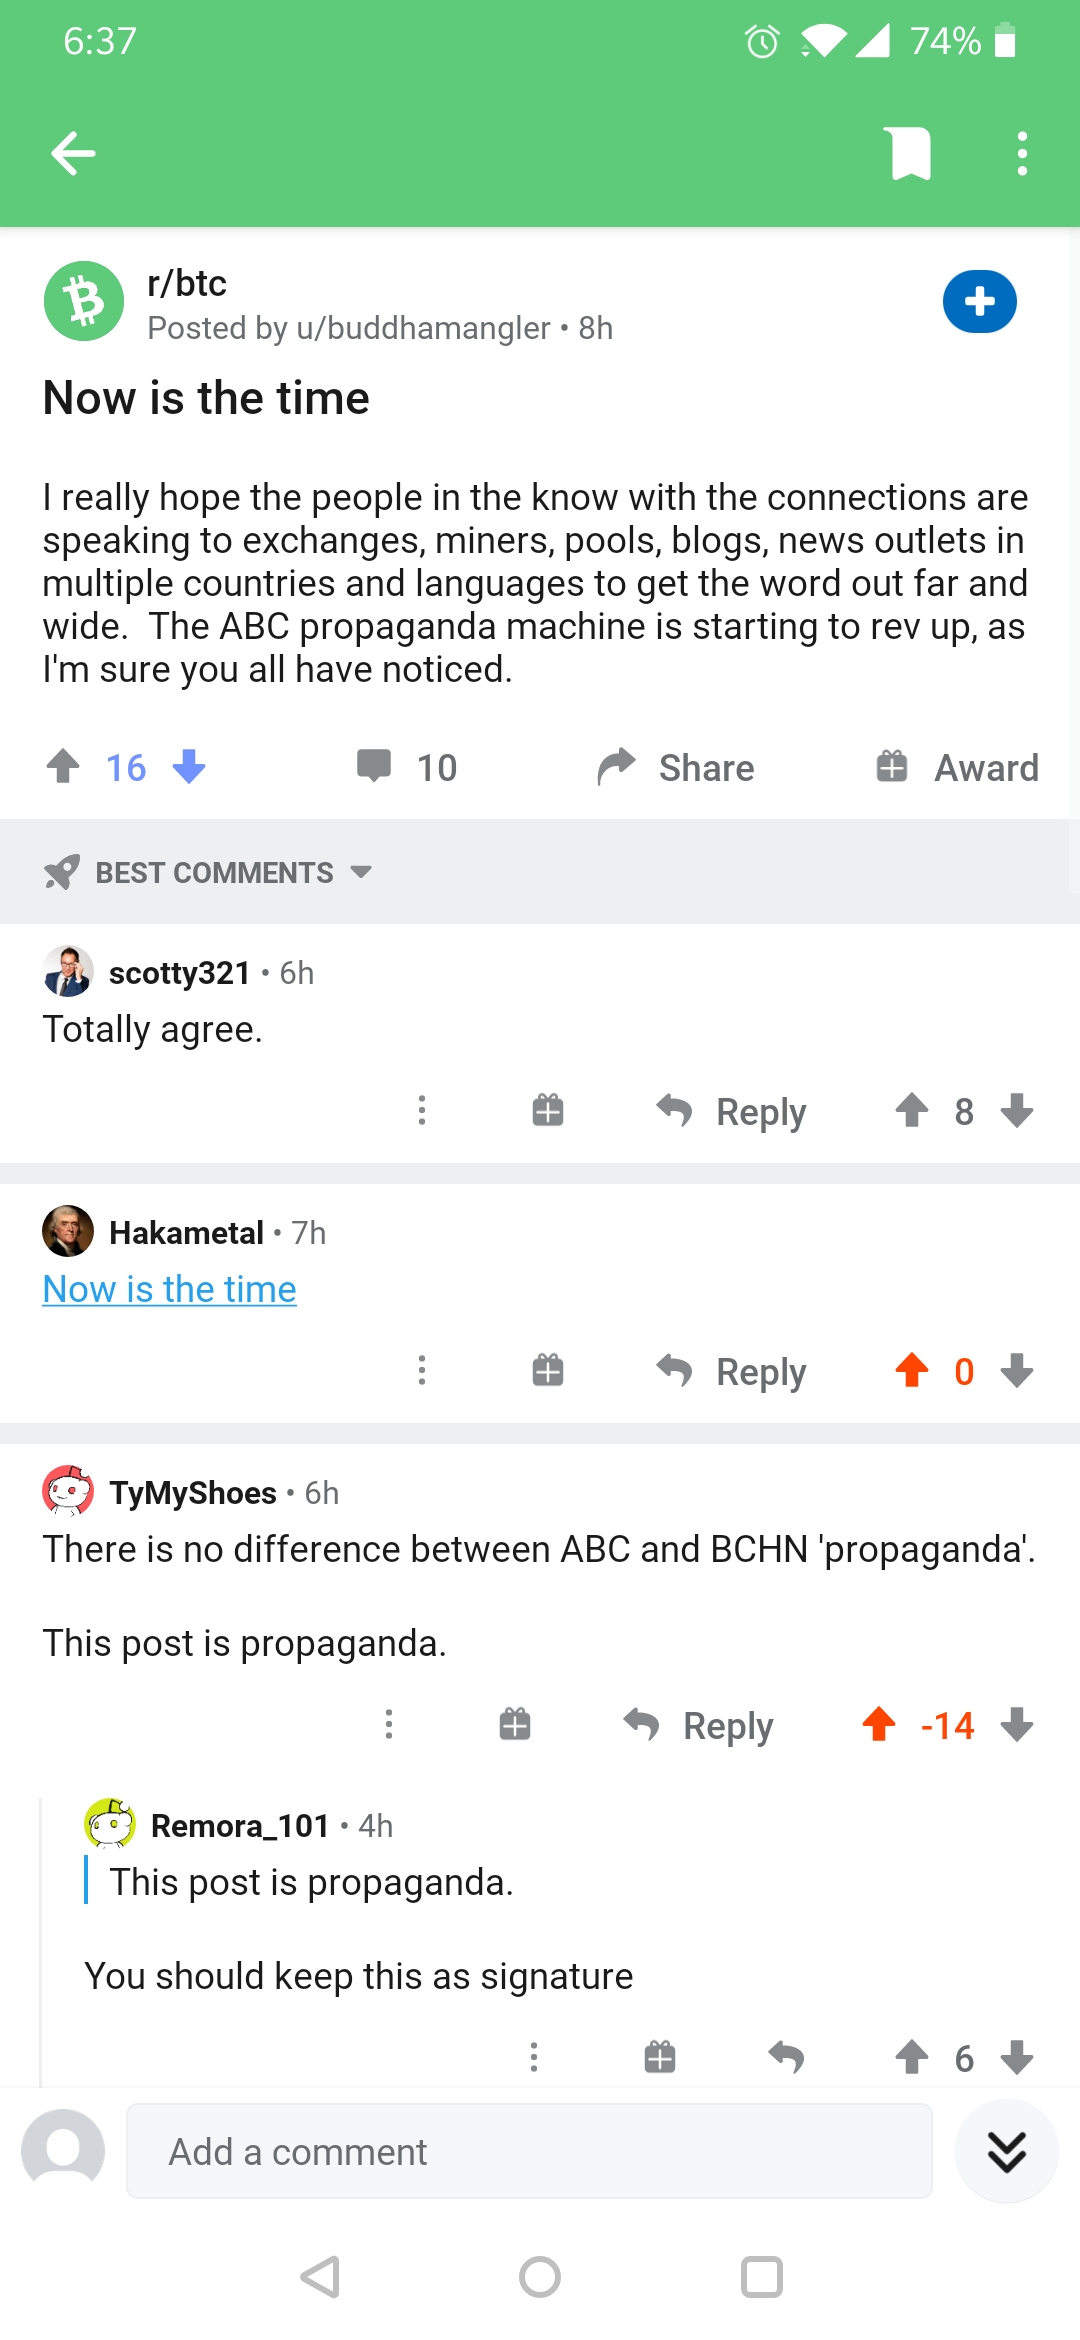 6:37
74%
r/btc
Posted by u/buddhamangler • 8h
Now is the time
I really hope the people in the know with the connections are
speaking to exchanges, miners, pools, blogs, news outlets in
multiple countries and languages to get the word out far and
wide.  The ABC propaganda machine is starting to rev up, as
I'm sure you all have noticed.
16 10 Share Award
BEST COMMENTS
scotty321 • 6h
Totally agree.
Reply 8
Hakametal • 7h
Now is the time
Reply 0
TyMyShoes • 6h
There is no difference between ABC and BCHN 'propaganda'.
This post is propaganda.
Reply -14
Remora_101 • 4h
This post is propaganda.
You should keep this as signature
6
Add a comment